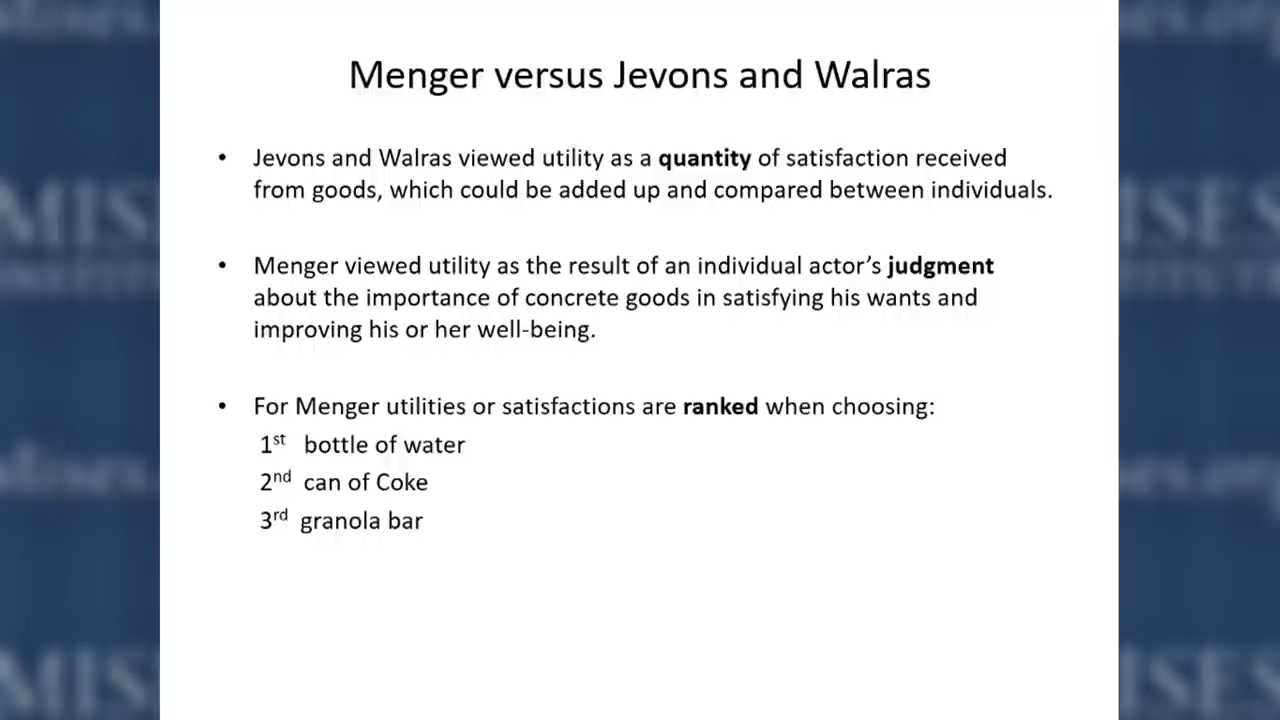 Menger versus Jevons and Walras
• Jevons and Walras viewed utility as a quantity of satisfaction received
from goods, which could be added up and compared between individuals.
• Menger viewed utility as the result of an individual actor’s judgment
about the importance of concrete goods in satisfying his wants and
improving his or her well-being.
• For Menger utilities or satisfactions are ranked when choosing:
1st bottle of water
2nd can of Coke
3rd granola bar